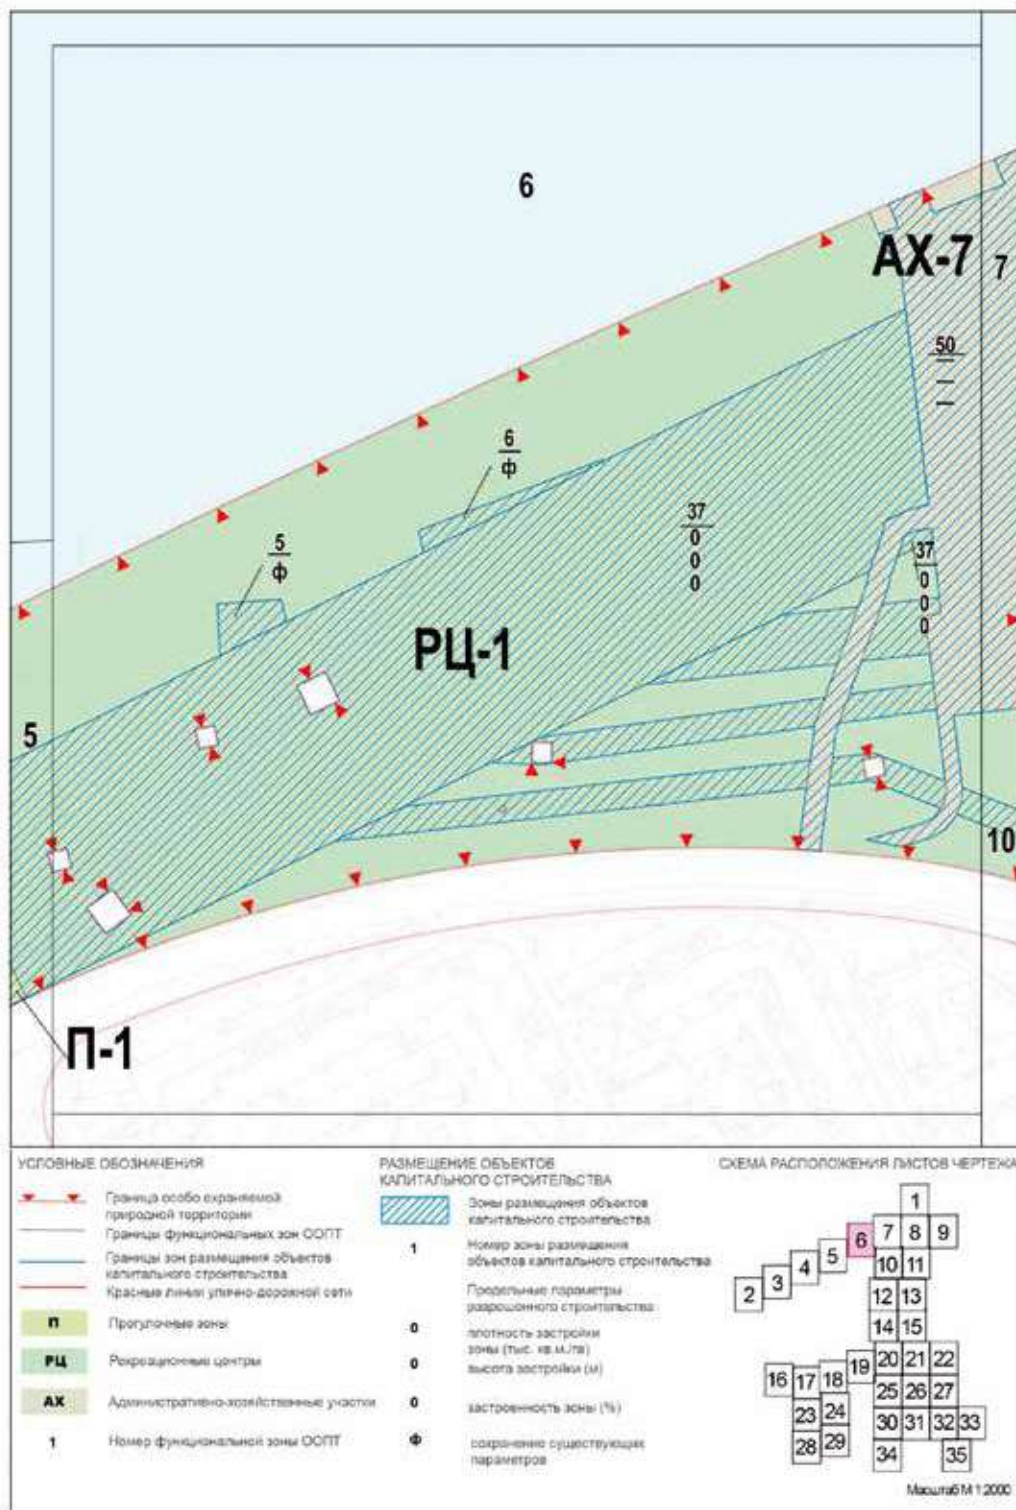 6
АХ-7
7
50
—
—
6
ф
37
0
0
0
5
ф
37
0
0
0
РЦ-1
5
10
П-1
УСЛОВНЫЕ ОБОЗНАЧЕНИЯ
Граница особо охраняемой
природной территории
Границы функциональных зон ООПТ
Границы зон размещения объектов
капитального строительства
Красные линии улично-дорожной сети
П Прогулочные зоны
РЦ Рекреационные центры
АХ Административно-хозяйственные участки
1 Номер функциональной зоны ООПТ
РАЗМЕЩЕНИЕ ОБЪЕКТОВ
КАПИТАЛЬНОГО СТРОИТЕЛЬСТВА
Зоны размещения объектов
капитального строительства
1 Номер зоны размещения
объектов капитального строительства
Предельные параметры
разрешенного строительства:
0 плотность застройки
зоны (тыс. кв.м./га)
0 высота застройки (м)
0 застроенность зоны (%)
Ф сохранение существующих
параметров
СХЕМА РАСПОЛОЖЕНИЯ ЛИСТОВ ЧЕРТЕЖА
1
6 7 8 9
2 3 4 5 10 11
12 13
14 15
16 17 18 19 20 21 22
23 24 25 26 27
28 29 30 31 32 33
34 35
Масштаб М 1:2000